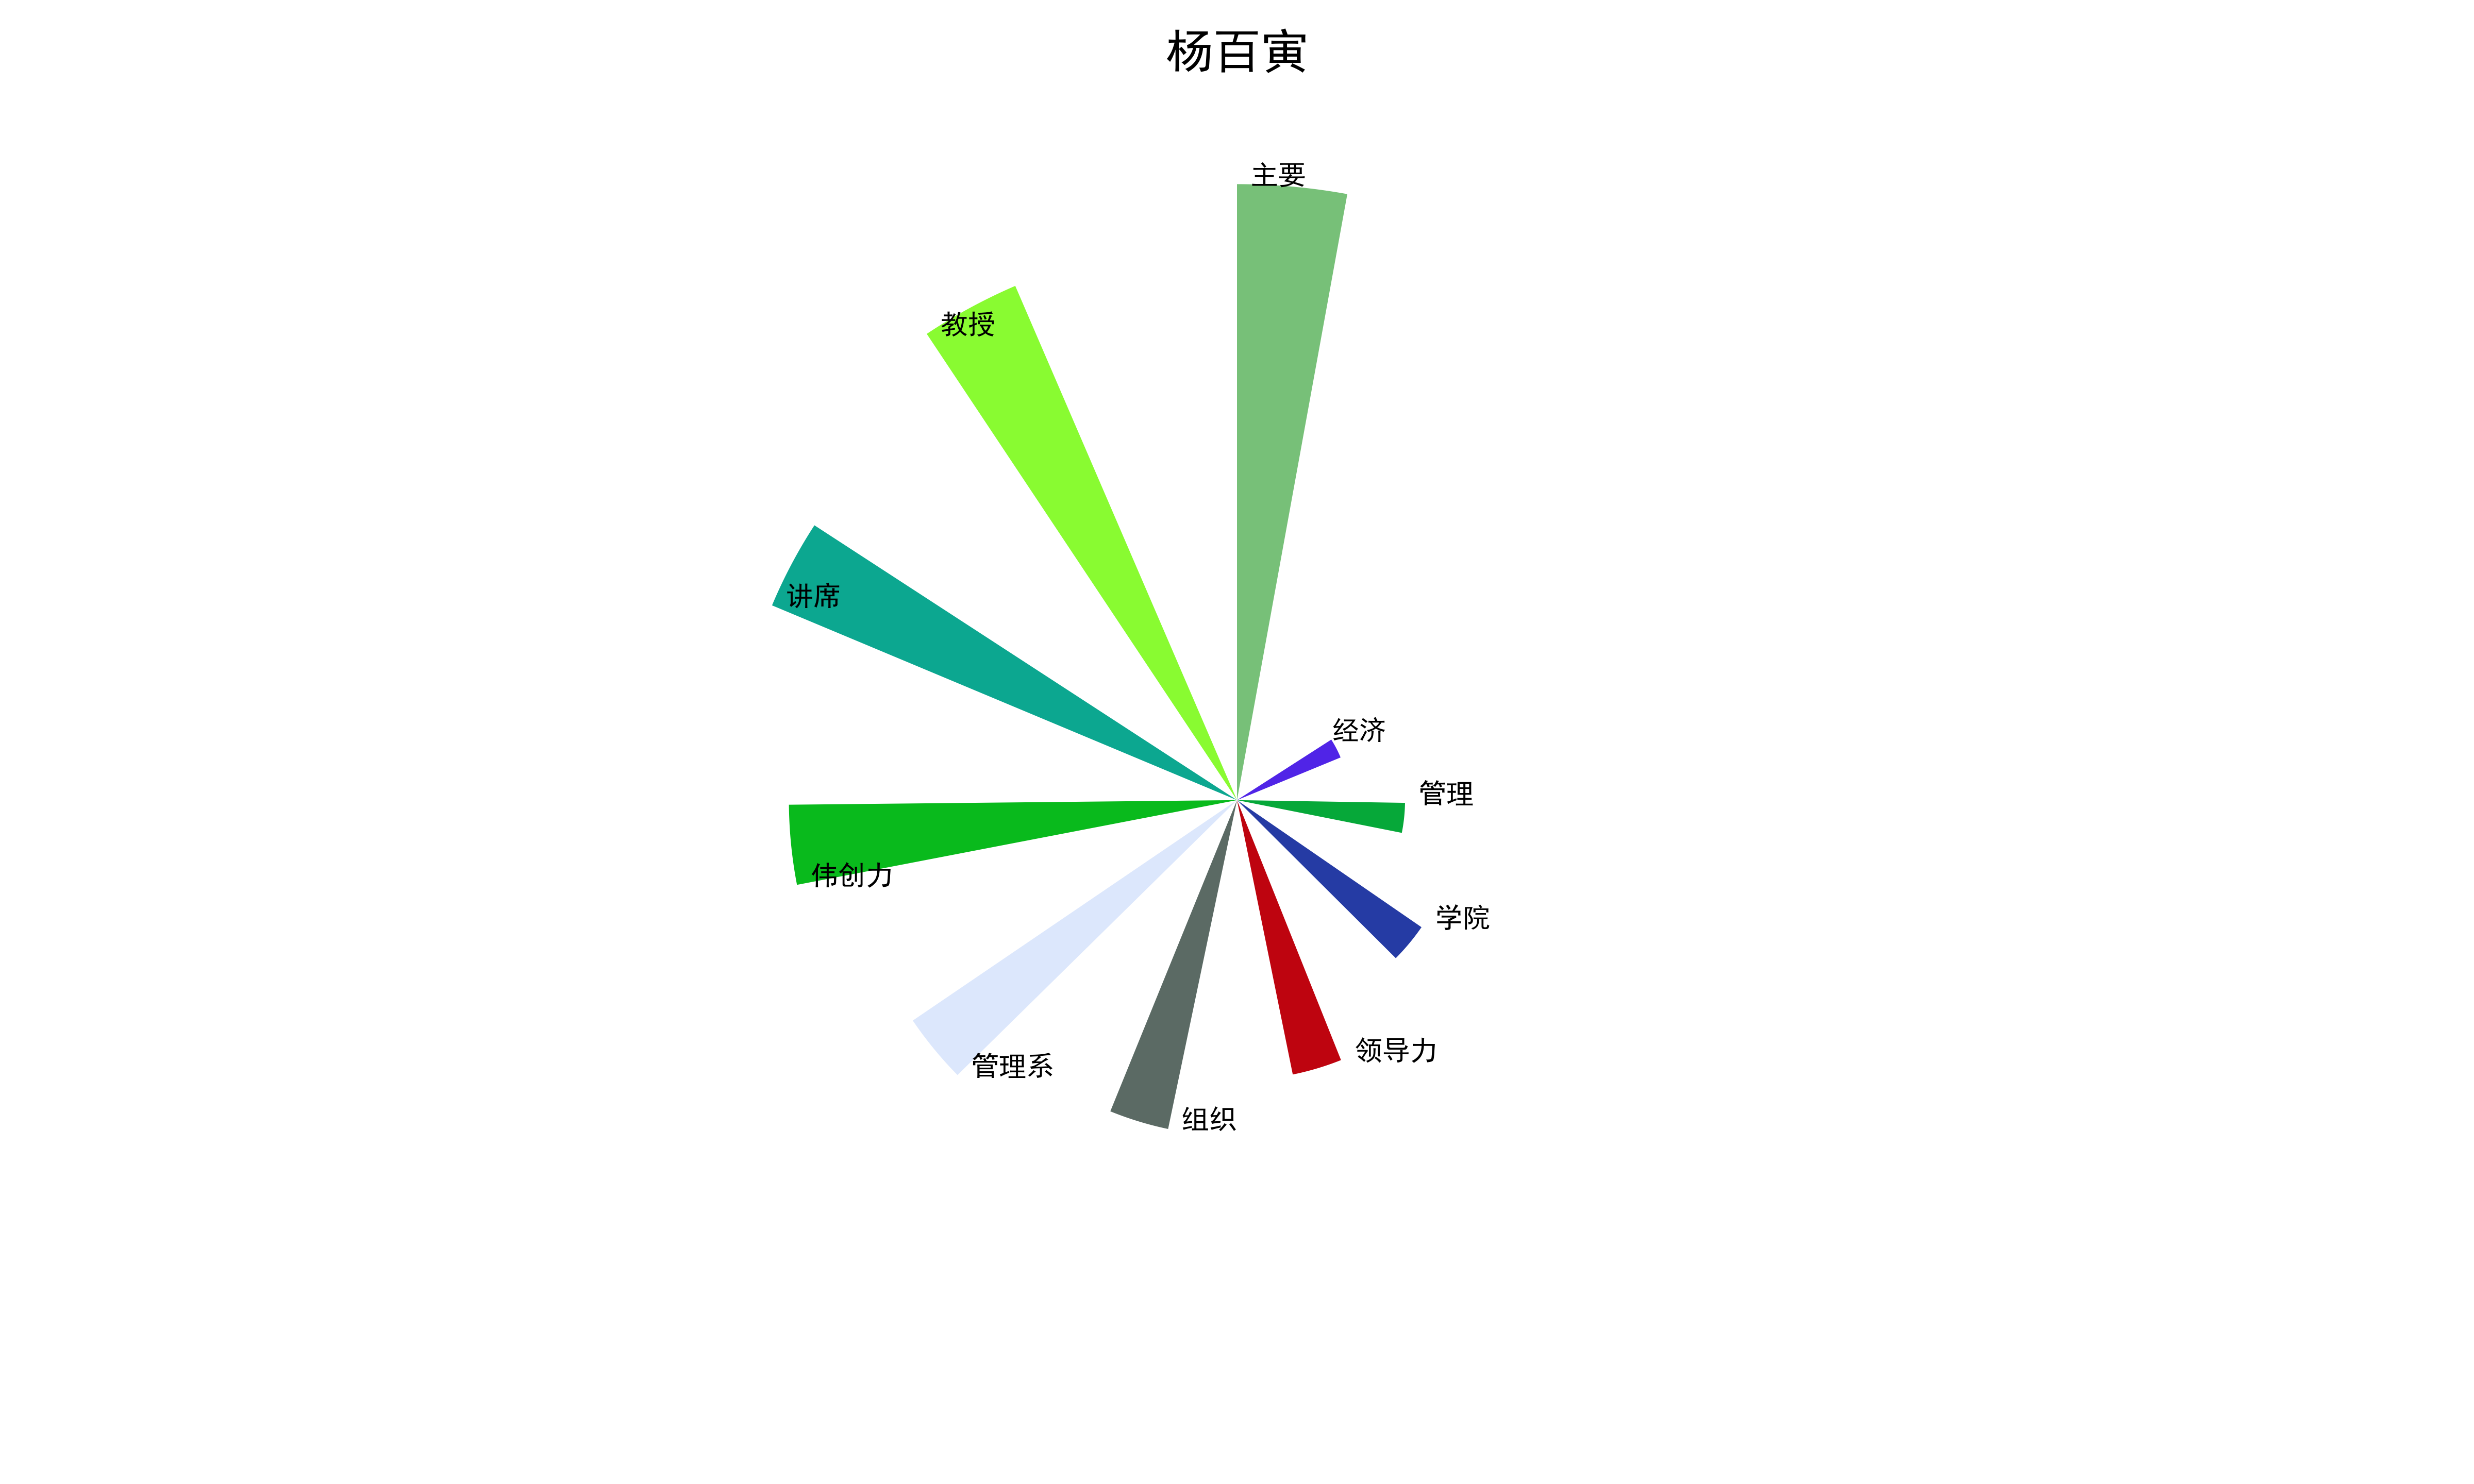 杨百寅
主要
教授
讲席
经济
管理
伟创力
学院
领导力
管理系
组织